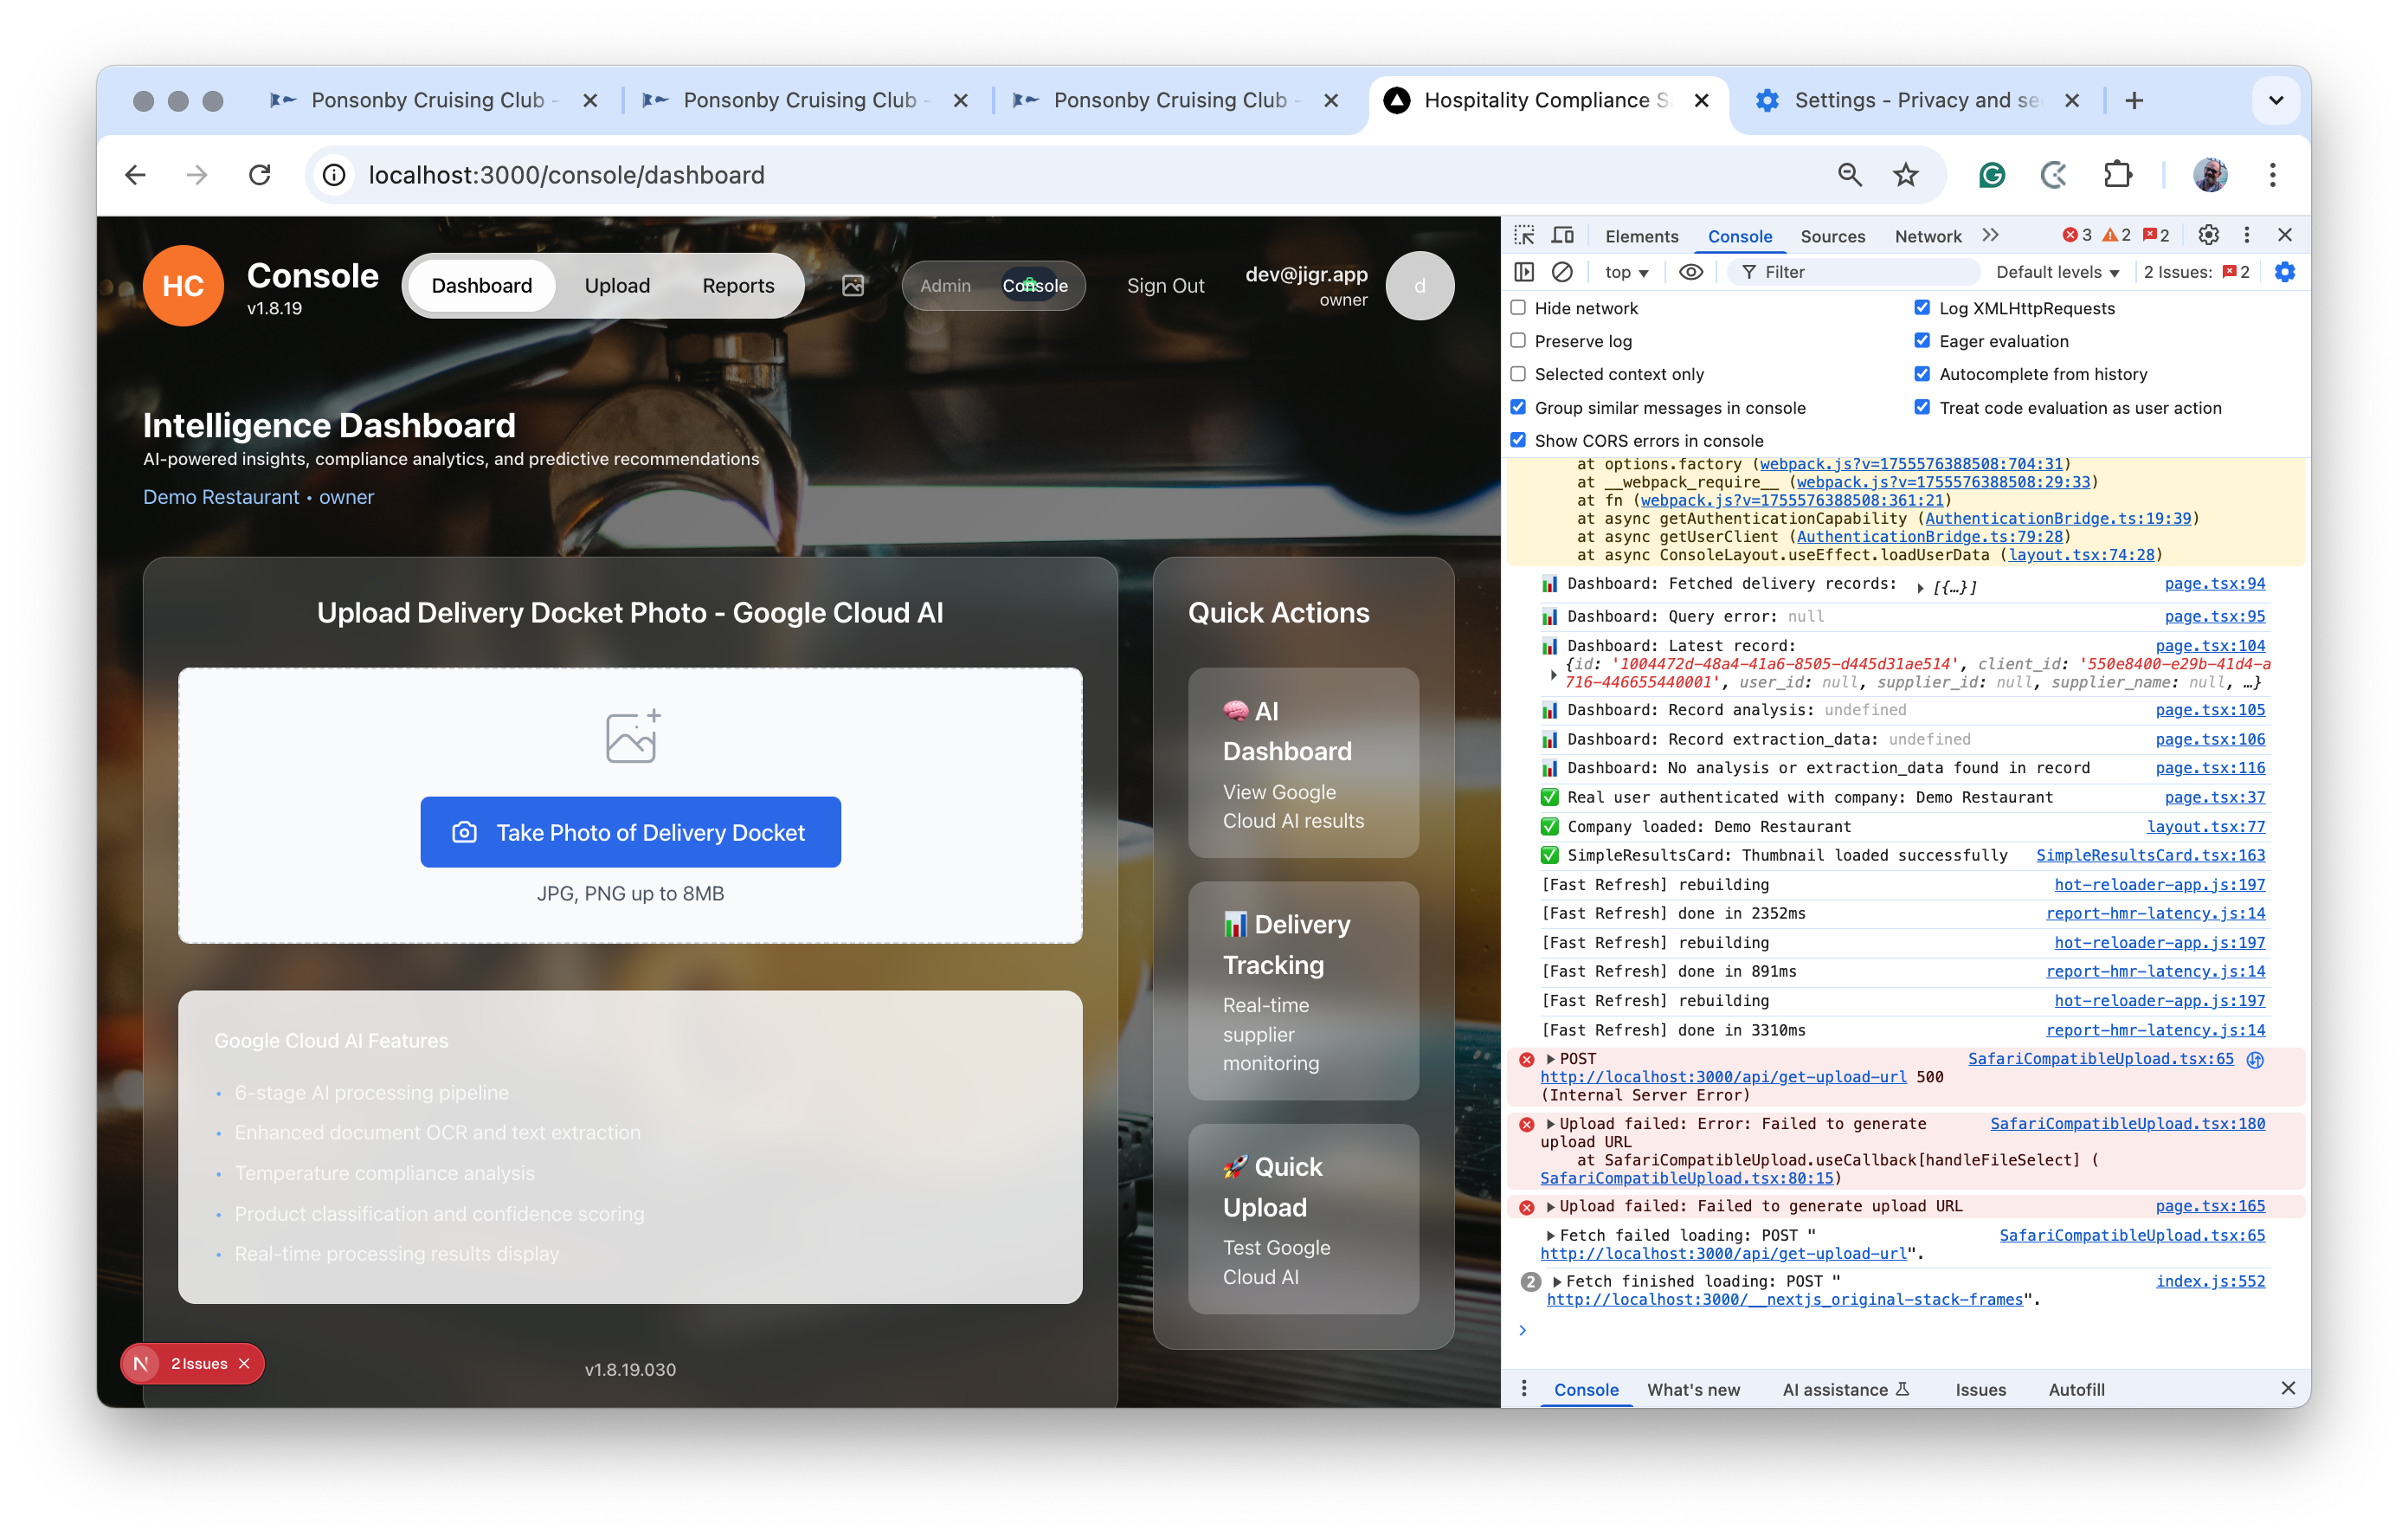 Ponsonby Cruising Club -
Ponsonby Cruising Club -
Ponsonby Cruising Club -
Hospitality Compliance S
Settings - Privacy and se
localhost:3000/console/dashboard
HC
Console
v1.8.19
Dashboard
Upload
Reports
Admin
Console
Sign Out
dev@jigr.app
owner
d
Intelligence Dashboard
AI-powered insights, compliance analytics, and predictive recommendations
Demo Restaurant • owner
Upload Delivery Docket Photo - Google Cloud AI
Take Photo of Delivery Docket
JPG, PNG up to 8MB
Google Cloud AI Features
• 6-stage AI processing pipeline
• Enhanced document OCR and text extraction
• Temperature compliance analysis
• Product classification and confidence scoring
• Real-time processing results display
v1.8.19.030
N 2 Issues
Quick Actions
🧠 AI
Dashboard
View Google
Cloud AI results
📊 Delivery
Tracking
Real-time
supplier
monitoring
🚀 Quick
Upload
Test Google
Cloud AI
Elements Console Sources Network 3 2 2
top Filter Default levels 2 Issues: 2
Hide network Log XMLHttpRequests
Preserve log Eager evaluation
Selected context only Autocomplete from history
Group similar messages in console Treat code evaluation as user action
Show CORS errors in console
at options.factory (webpack.js?v=1755576388508:704:31)
at __webpack_require__ (webpack.js?v=1755576388508:29:33)
at fn (webpack.js?v=1755576388508:361:21)
at async getAuthenticationCapability (AuthenticationBridge.ts:19:39)
at async getUserClient (AuthenticationBridge.ts:79:28)
at async ConsoleLayout.useEffect.loadUserData (layout.tsx:74:28)
📊 Dashboard: Fetched delivery records: ▶ [{…}] page.tsx:94
📊 Dashboard: Query error: null page.tsx:95
📊 Dashboard: Latest record: page.tsx:104
{id: '1004472d-48a4-41a6-8505-d445d31ae514', client_id: '550e8400-e29b-41d4-a
716-446655440001', user_id: null, supplier_id: null, supplier_name: null, …}
📊 Dashboard: Record analysis: undefined page.tsx:105
📊 Dashboard: Record extraction_data: undefined page.tsx:106
📊 Dashboard: No analysis or extraction_data found in record page.tsx:116
✅ Real user authenticated with company: Demo Restaurant page.tsx:37
✅ Company loaded: Demo Restaurant layout.tsx:77
✅ SimpleResultsCard: Thumbnail loaded successfully SimpleResultsCard.tsx:163
[Fast Refresh] rebuilding hot-reloader-app.js:197
[Fast Refresh] done in 2352ms report-hmr-latency.js:14
[Fast Refresh] rebuilding hot-reloader-app.js:197
[Fast Refresh] done in 891ms report-hmr-latency.js:14
[Fast Refresh] rebuilding hot-reloader-app.js:197
[Fast Refresh] done in 3310ms report-hmr-latency.js:14
▶POST SafariCompatibleUpload.tsx:65
http://localhost:3000/api/get-upload-url 500
(Internal Server Error)
▶Upload failed: Error: Failed to generate SafariCompatibleUpload.tsx:180
upload URL
at SafariCompatibleUpload.useCallback[handleFileSelect] (
SafariCompatibleUpload.tsx:80:15)
▶Upload failed: Failed to generate upload URL page.tsx:165
▶Fetch failed loading: POST " SafariCompatibleUpload.tsx:65
http://localhost:3000/api/get-upload-url".
2 ▶Fetch finished loading: POST " index.js:552
http://localhost:3000/__nextjs_original-stack-frames".
Console What's new AI assistance Issues Autofill